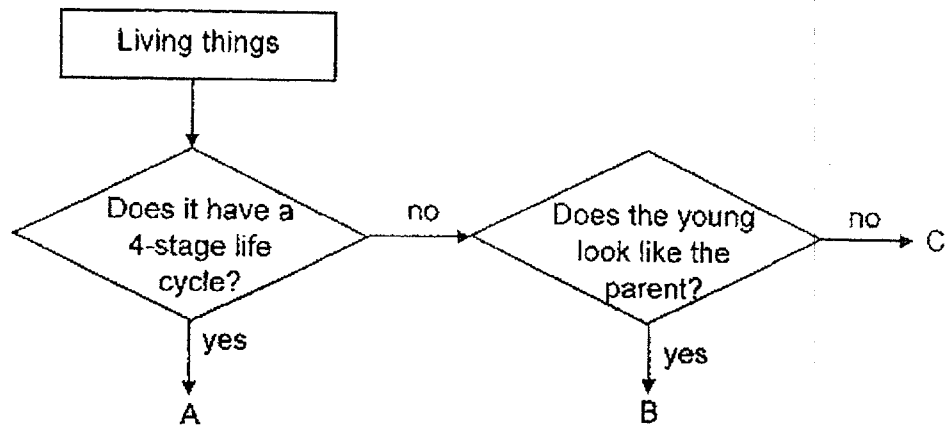 Living things
Does it have a
4-stage life
cycle?
no
Does the young
look like the
parent?
no
C
yes
yes
A
B